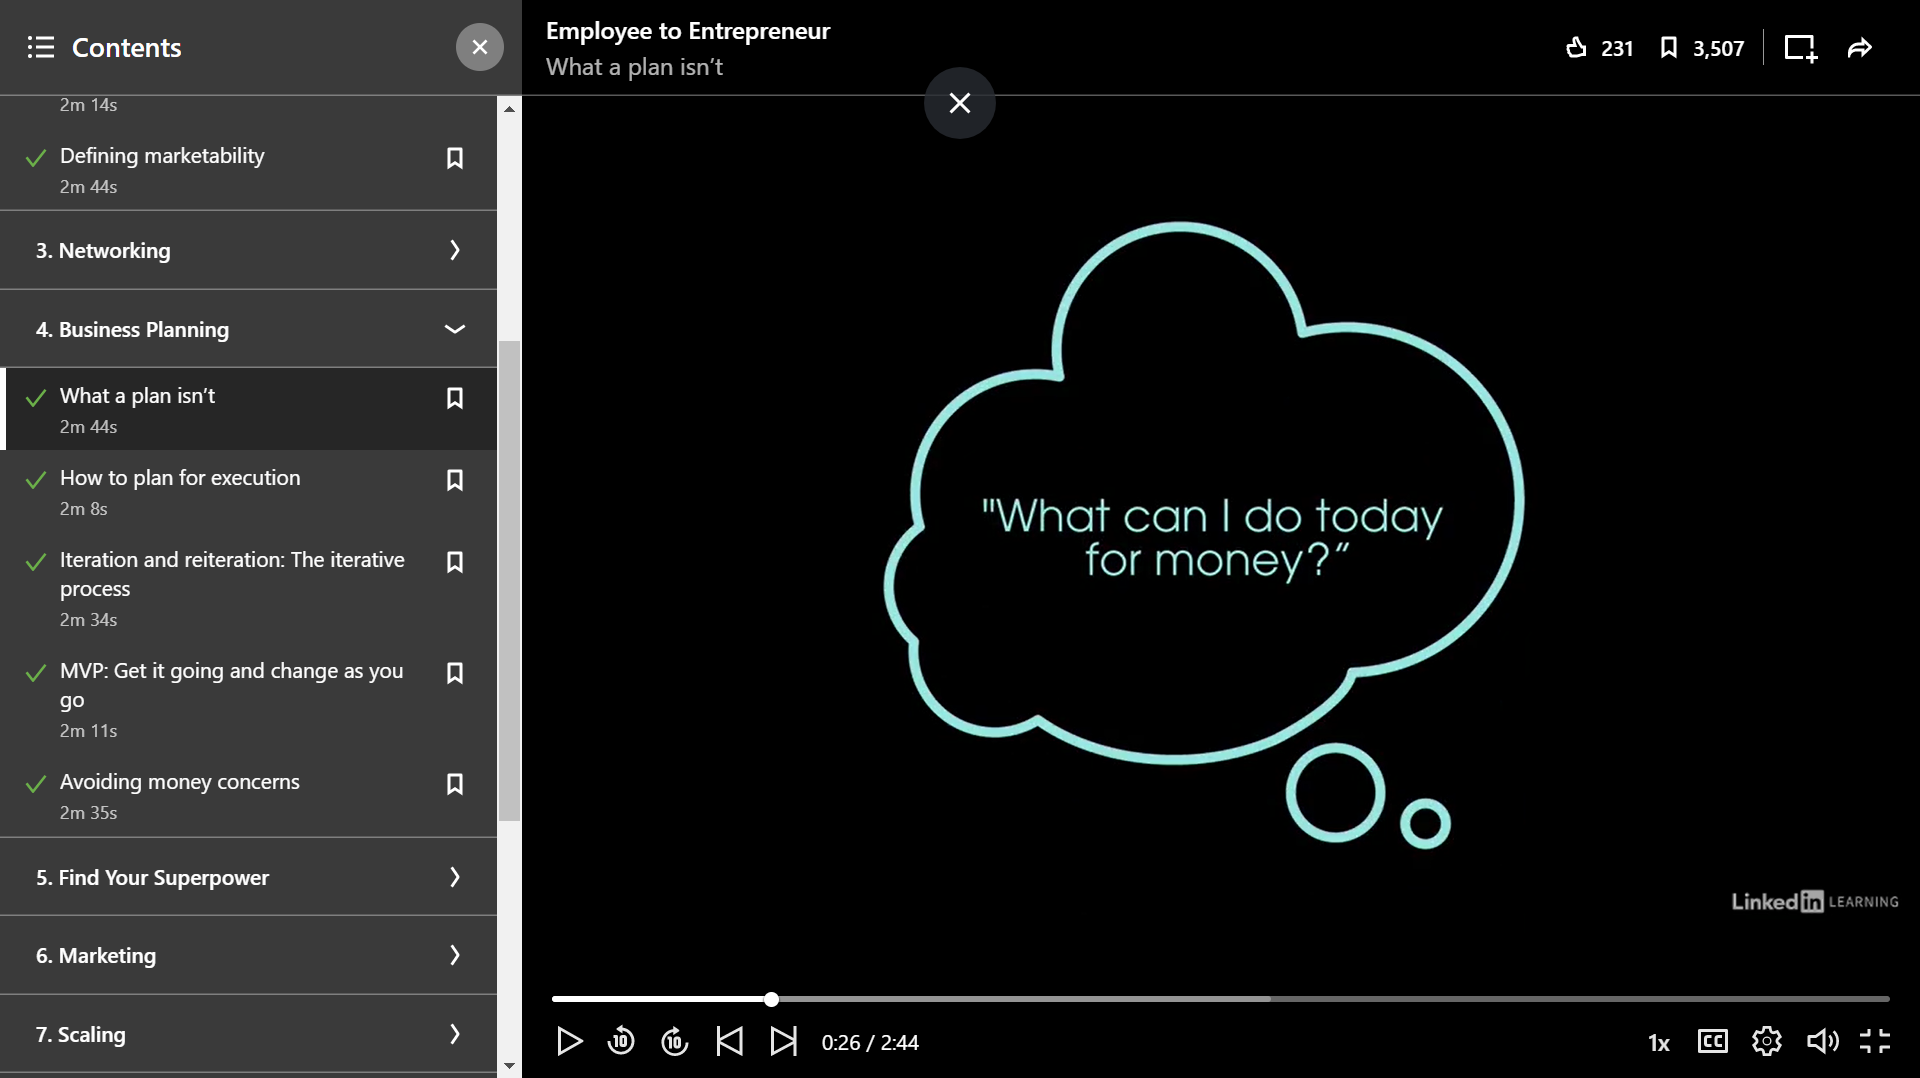 Contents
2m 14s
Defining marketability
2m 44s
3. Networking
4. Business Planning
What a plan isn’t
2m 44s
How to plan for execution
2m 8s
Iteration and reiteration: The iterative
process
2m 34s
MVP: Get it going and change as you
go
2m 11s
Avoiding money concerns
2m 35s
5. Find Your Superpower
6. Marketing
7. Scaling
Employee to Entrepreneur
What a plan isn’t
231
3,507
"What can I do today
for money?”
Linkedin LEARNING
10
10
0:26 / 2:44
1x
CC